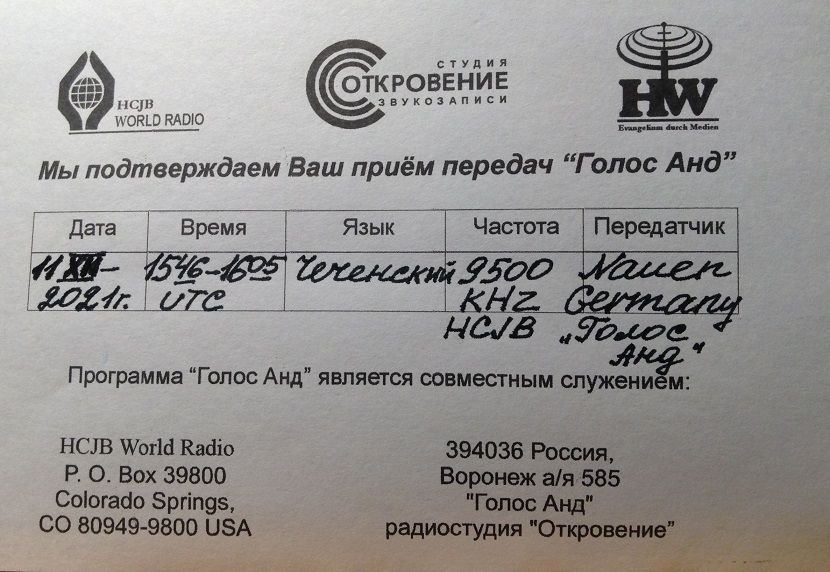 HCJB
WORLD RADIO
СТУДИЯ
ОТКРОВЕНИЕ
ЗВУКОЗАПИСИ
HW
Evangelium durch Medien
Мы подтверждаем Ваш приём передач “Голос Анд”
Дата Время Язык Частота Передатчик
11 XII- 1546-1605 Чеченский 9500 Nauen
2021г. UTC KHz Germany
HCJB „Голос
Анд"
Программа “Голос Анд” является совместным служением:
HCJB World Radio
P. O. Box 39800
Colorado Springs,
CO 80949-9800 USA
394036 Россия,
Воронеж а/я 585
"Голос Анд"
радиостудия "Откровение”